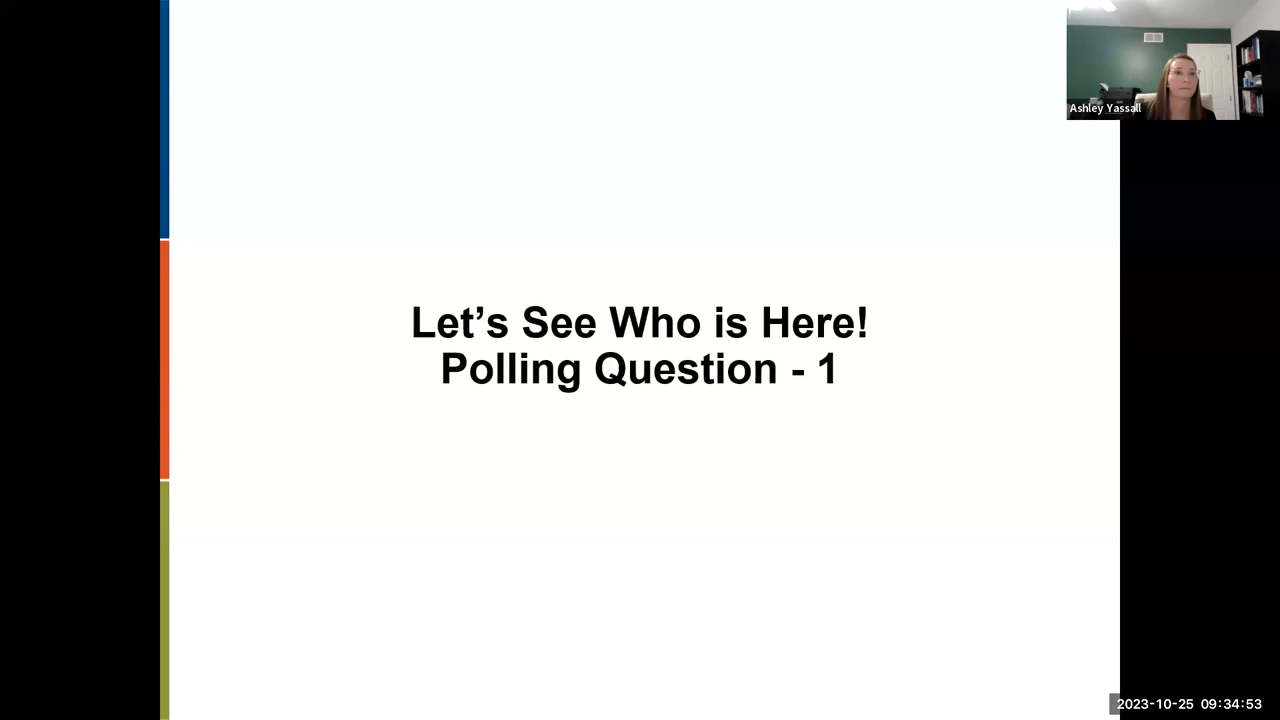 Ashley Yassall
Let’s See Who is Here!
Polling Question - 1
2023-10-25 09:34:53